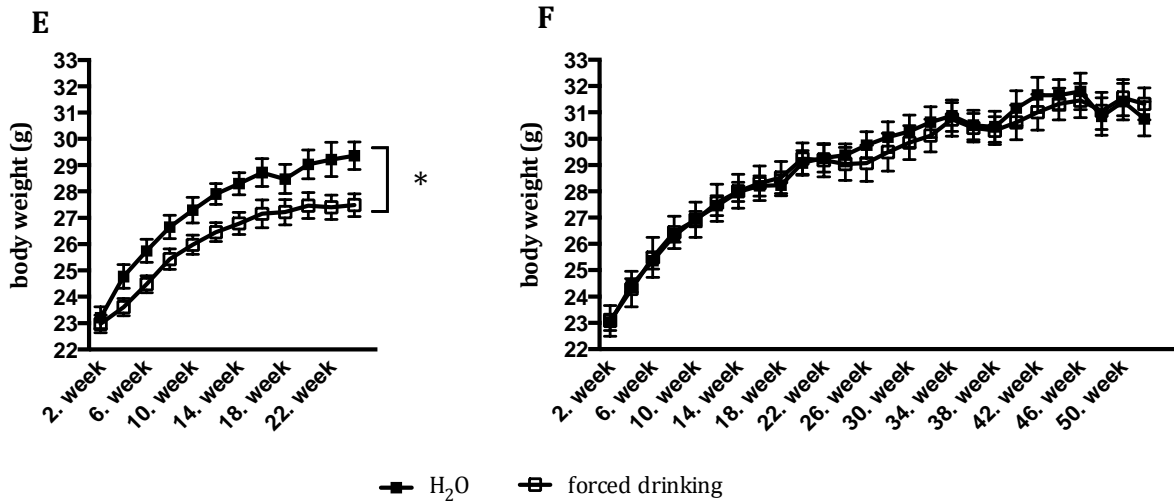 E
33
32
31
30
29
28
27
26
25
24
23
22
body weight (g)
*
2. week
6. week
10. week
14. week
18. week
22. week
F
33
32
31
30
29
28
27
26
25
24
23
22
body weight (g)
2. week
6. week
10. week
14. week
18. week
22. week
26. week
30. week
34. week
38. week
42. week
46. week
50. week
H₂O forced drinking